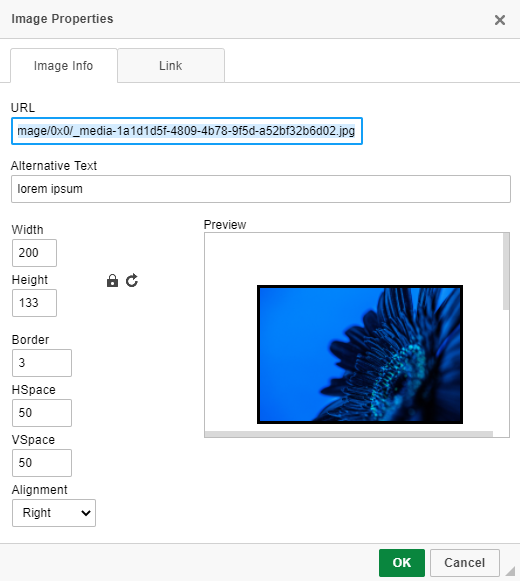 Image Properties
Image Info
Link
URL
mage/0x0/_media-1a1d1d5f-4809-4b78-9f5d-a52bf32b6d02.jpg
Alternative Text
lorem ipsum
Width
200
Height
133
Border
3
HSpace
50
VSpace
50
Alignment
Right
Preview
OK
Cancel